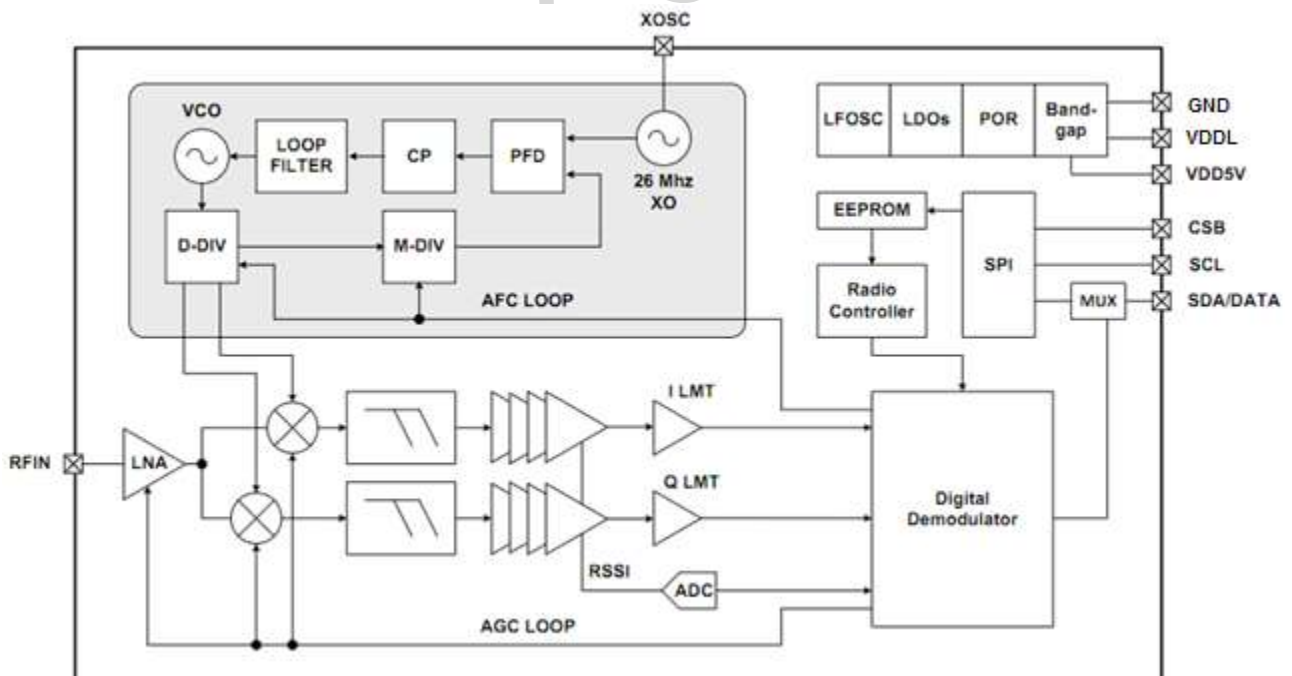 XOSC
VCO
LOOP
FILTER
CP
PFD
26 Mhz
XO
D-DIV
M-DIV
AFC LOOP
LFOSC
LDOs
POR
Band-
gap
GND
VDDL
VDD5V
EEPROM
SPI
CSB
SCL
Radio
Controller
MUX
SDA/DATA
I LMT
RFIN
LNA
Q LMT
Digital
Demodulator
RSSI
ADC
AGC LOOP